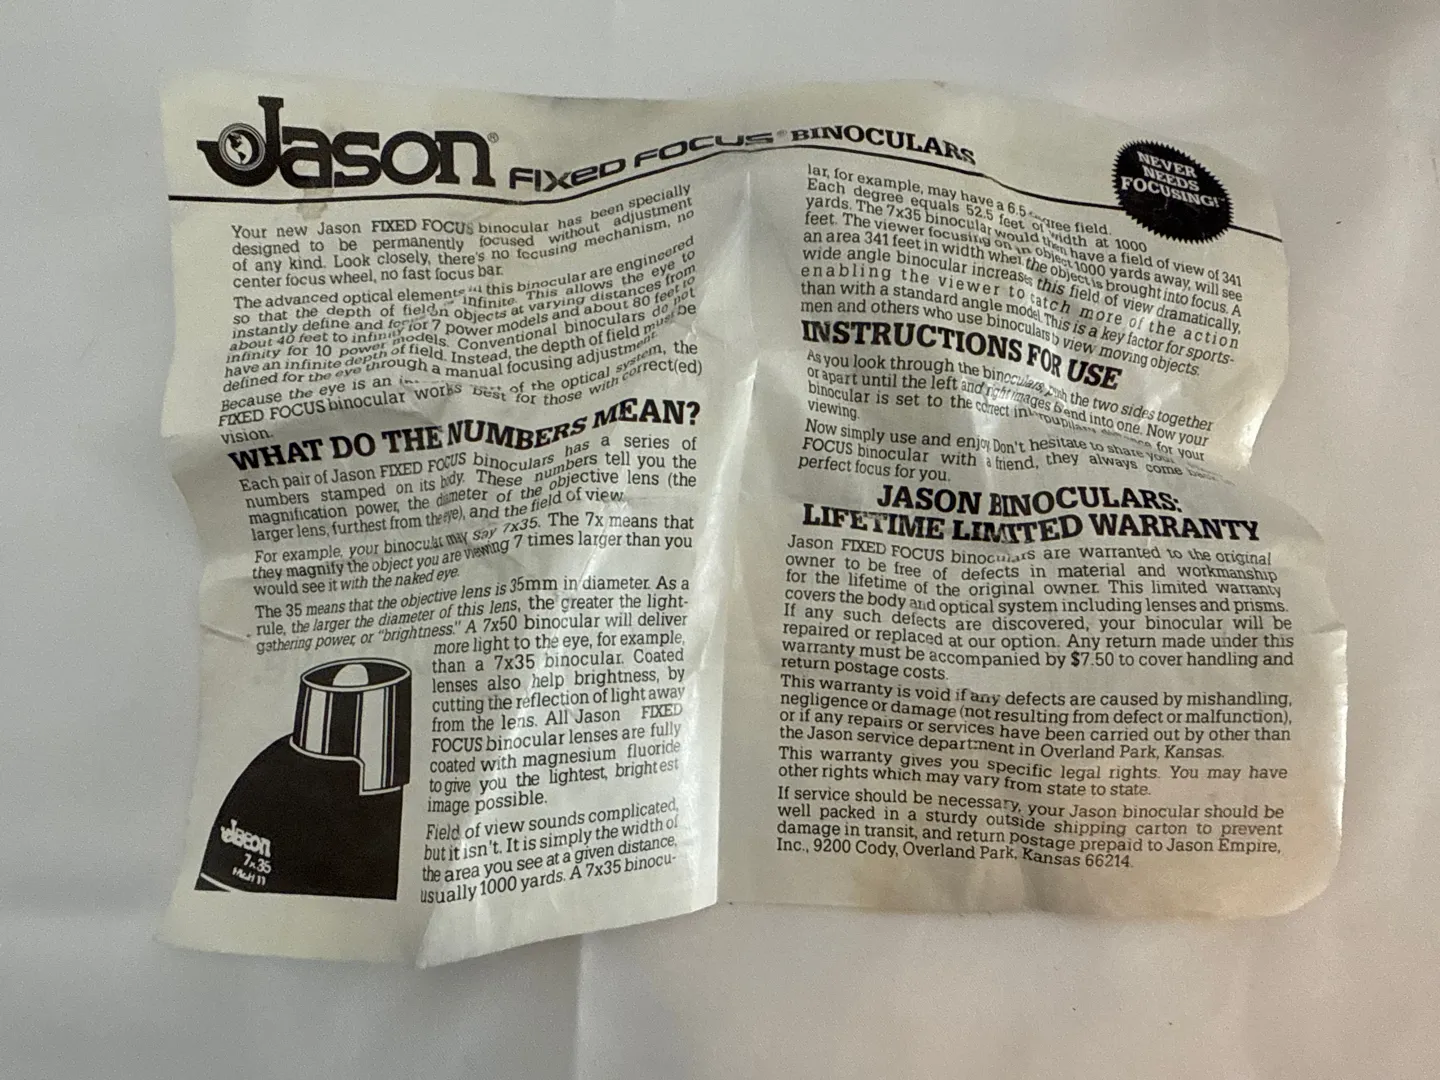 Jason® FIXED FOCUS® BINOCULARS
NEVER
NEEDS
FOCUSING!™
Your new Jason FIXED FOCUS binocular has been specially
designed to be permanently focused without adjustment
of any kind. Look closely, there's no focusing mechanism, no
center focus wheel, no fast focus bar.
The advanced optical elements in this binocular are engineered
so that the depth of field is infinite. This allows the eye to
instantly define and focus on objects at varying distances from
about 40 feet to infinity for 7 power models and about 80 feet to
infinity for 10 power models. Conventional binoculars do not
have an infinite depth of field. Instead, the depth of field must be
defined for the eye through a manual focusing adjustment.
Because the eye is an of the optical system, the
FIXED FOCUS binocular works best for those with correct(ed)
vision.
WHAT DO THE NUMBERS MEAN?
Each pair of Jason FIXED FOCUS binoculars has a series of
numbers stamped on its body. These numbers tell you the
magnification power, the diameter of the objective lens (the
larger lens, furthest from the eye), and the field of view.
For example, your binocular may say 7x35. The 7x means that
they magnify the object you are viewing 7 times larger than you
would see it with the naked eye.
The 35 means that the objective lens is 35mm in diameter. As a
rule, the larger the diameter of this lens, the greater the light-
gathering power, or "brightness." A 7x50 binocular will deliver
more light to the eye, for example,
than a 7x35 binocular. Coated
lenses also help brightness, by
cutting the reflection of light away
from the lens. All Jason FIXED
FOCUS binocular lenses are fully
coated with magnesium fluoride
to give you the lightest, brightest
image possible.
Field of view sounds complicated,
but it isn't. It is simply the width of
the area you see at a given distance,
usually 1000 yards. A 7x35 binocu-
Jason
7x35
lar, for example, may have a 6.5 degree field.
Each degree equals 52.5 feet of width at 1000
yards. The 7x35 binocular would then have a field of view of 341
feet. The viewer focusing on an object 1000 yards away, will see
an area 341 feet in width when the object is brought into focus. A
wide angle binocular increases this field of view dramatically,
enabling the viewer to catch more of the action
than with a standard angle model. This is a key factor for sports-
men and others who use binoculars to view moving objects.
INSTRUCTIONS FOR USE
As you look through the binoculars, push the two sides together
or apart until the left and right images blend into one. Now your
binocular is set to the correct interpupillary distance for your
viewing.
Now simply use and enjoy. Don't hesitate to share your
FOCUS binocular with a friend, they always come
perfect focus for you.
JASON BINOCULARS:
LIFETIME LIMITED WARRANTY
Jason FIXED FOCUS binoculars are warranted to the original
owner to be free of defects in material and workmanship
for the lifetime of the original owner. This limited warranty
covers the body and optical system including lenses and prisms.
If any such defects are discovered, your binocular will be
repaired or replaced at our option. Any return made under this
warranty must be accompanied by $7.50 to cover handling and
return postage costs.
This warranty is void if any defects are caused by mishandling,
negligence or damage (not resulting from defect or malfunction),
or if any repairs or services have been carried out by other than
the Jason service department in Overland Park, Kansas.
This warranty gives you specific legal rights. You may have
other rights which may vary from state to state.
If service should be necessary, your Jason binocular should be
well packed in a sturdy outside shipping carton to prevent
damage in transit, and return postage prepaid to Jason Empire,
Inc., 9200 Cody, Overland Park, Kansas 66214.